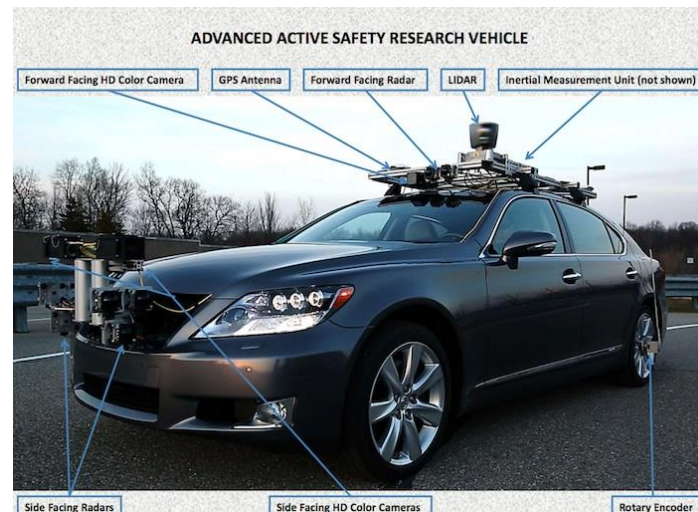 ADVANCED ACTIVE SAFETY RESEARCH VEHICLE
Forward Facing HD Color Camera
GPS Antenna
Forward Facing Radar
LIDAR
Inertial Measurement Unit (not shown)
Side Facing Radars
Side Facing HD Color Cameras
Rotary Encoder